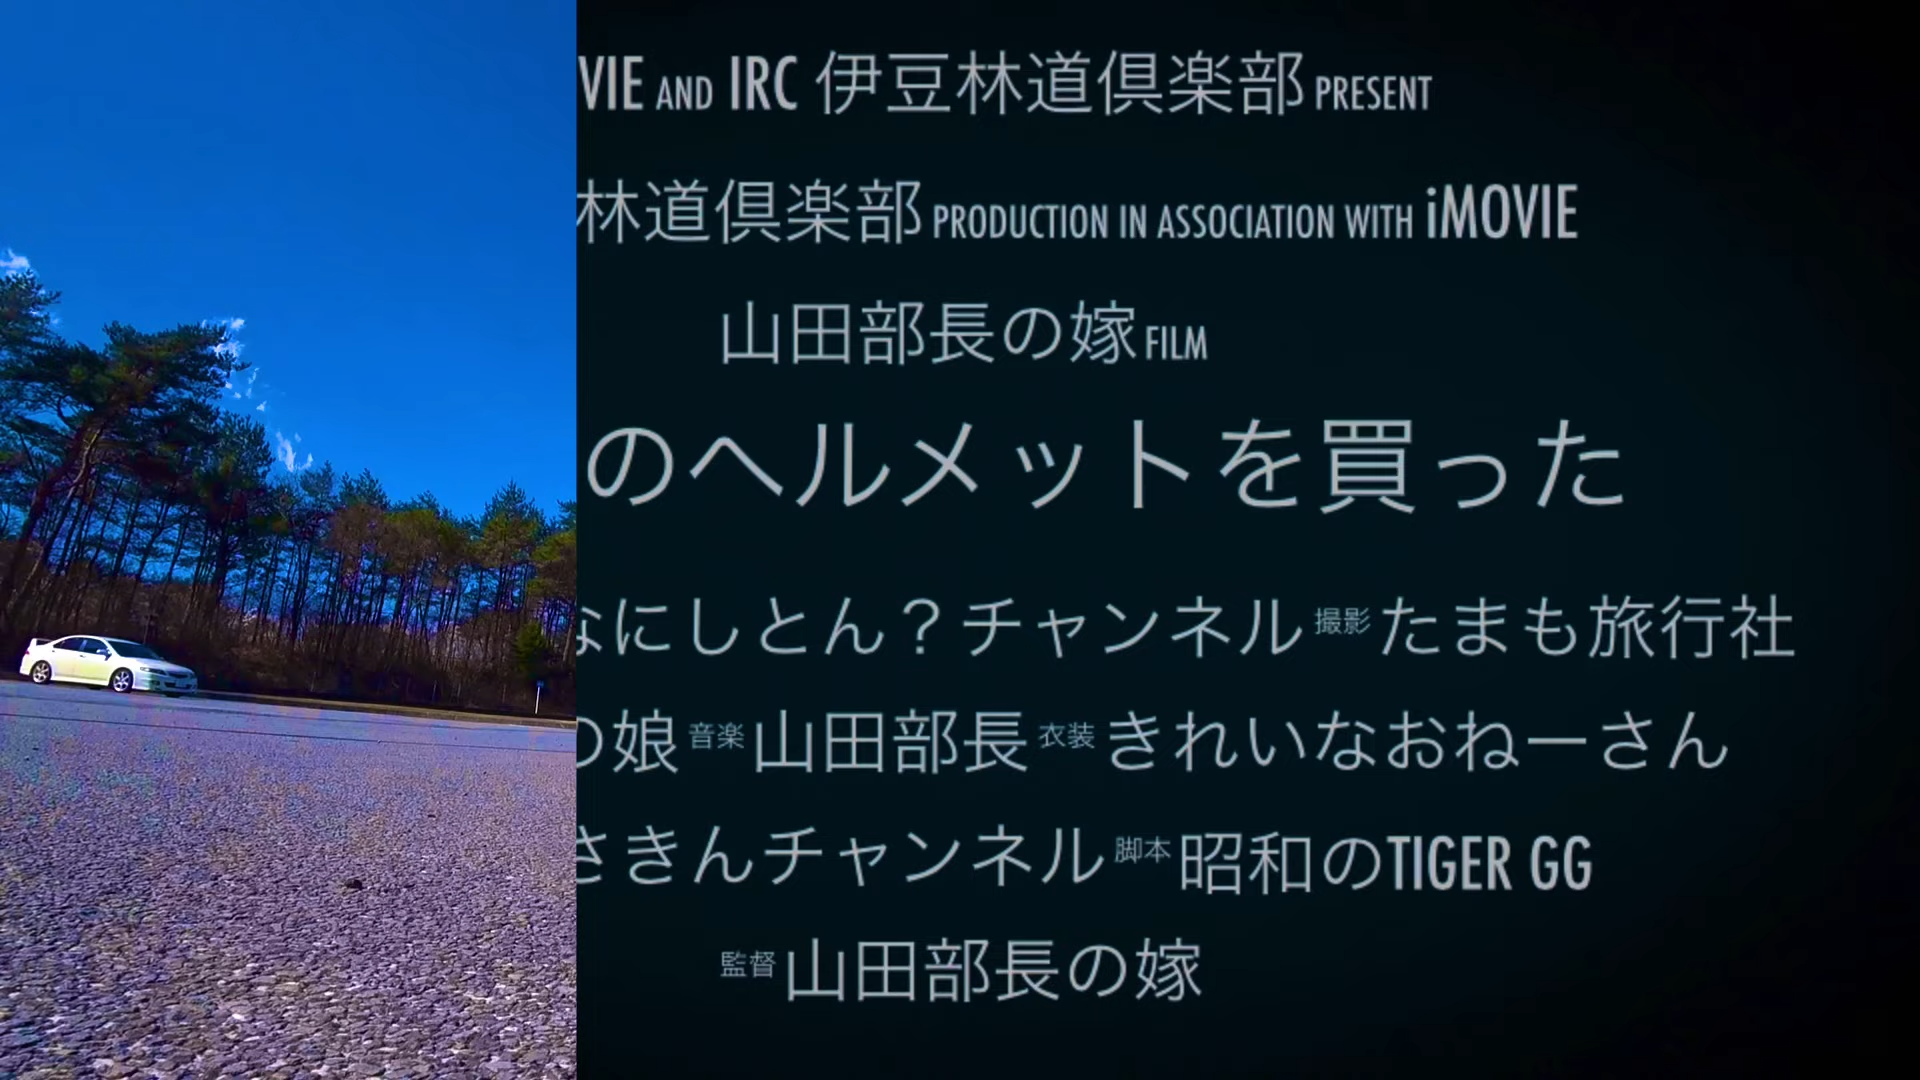 VIE AND IRC 伊豆林道倶楽部 PRESENT
林道倶楽部 PRODUCTION IN ASSOCIATION WITH iMOVIE
山田部長の嫁 FILM
のヘルメットを買った
なにしとん？チャンネル 撮影 たまも旅行社
の娘 音楽 山田部長 衣装 きれいなおねーさん
さきんチャンネル 脚本 昭和のTIGER GG
監督 山田部長の嫁